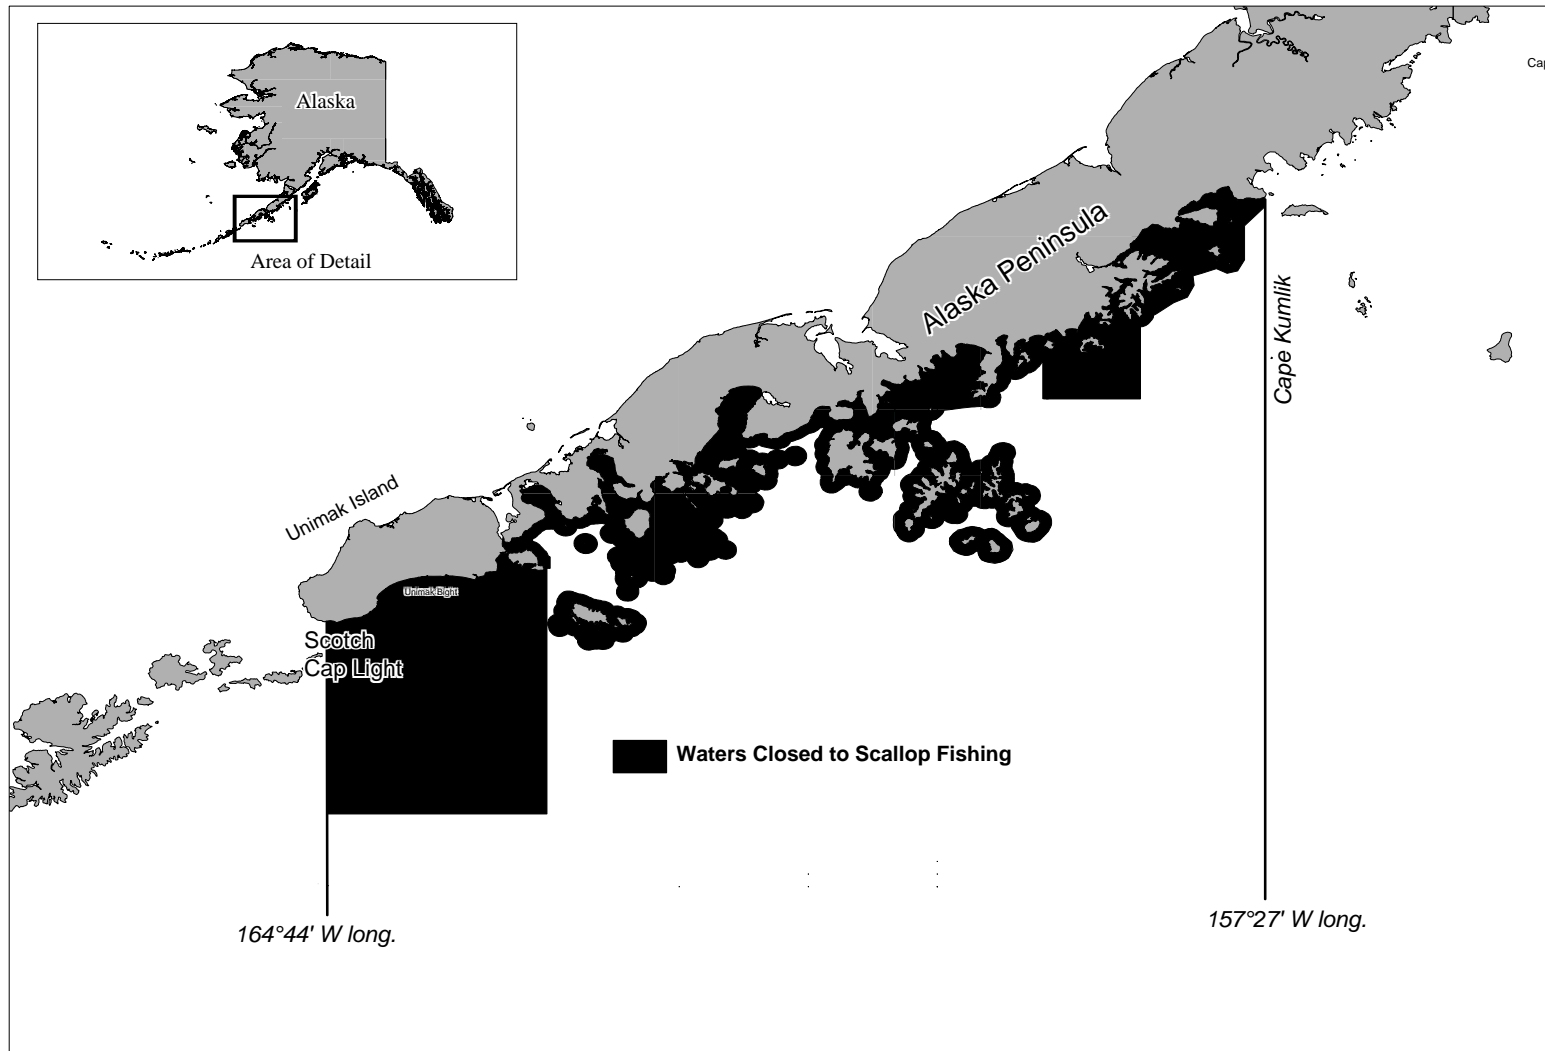 Alaska
Area of Detail
Cap
Alaska Peninsula
Cape Kumlik
Unimak Island
Unimak Bight
Scotch
Cap Light
Waters Closed to Scallop Fishing
164°44' W long.
157°27' W long.